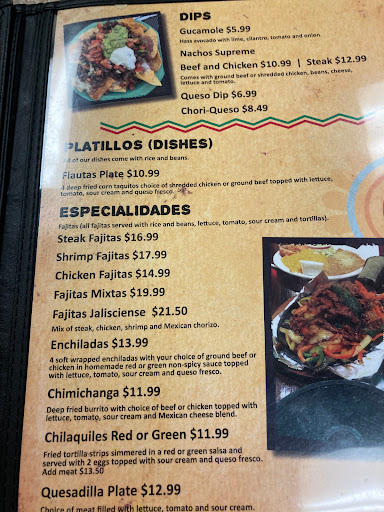 DIPS
Gucamole $5.99
Hass avocado with lime, cilantro, tomato and onion.
Nachos Supreme
Beef and Chicken $10.99 | Steak $12.99
Comes with ground beef or shredded chicken, beans, cheese,
lettuce and tomato.
Queso Dip $6.99
Chori-Queso $8.49
PLATILLOS (DISHES)
All of our dishes come with rice and beans.
Flautas Plate $10.99
4 deep fried corn taquitos choice of shredded chicken or ground beef topped with lettuce,
tomato, sour cream and queso fresco.
ESPECIALIDADES
Fajitas (all fajitas served with rice and beans, lettuce, tomato, sour cream and tortillas).
Steak Fajitas $16.99
Shrimp Fajitas $17.99
Chicken Fajitas $14.99
Fajitas Mixtas $19.99
Fajitas Jalisciense $21.50
Mix of steak, chicken, shrimp and Mexican chorizo.
Enchiladas $13.99
4 soft wrapped enchiladas with your choice of ground beef or
chicken in homemade red or green non-spicy sauce topped
with lettuce, tomato, sour cream and queso fresco.
Chimichanga $11.99
Deep fried burrito with choice of beef or chicken topped with
lettuce, tomato, sour cream and Mexican cheese blend.
Chilaquiles Red or Green $11.99
Fried tortilla strips simmered in a red or green salsa and
served with 2 eggs topped with sour cream and queso fresco.
Add meat $13.50
Quesadilla Plate $12.99
Choice of meat filled with lettuce, tomato and sour cream.